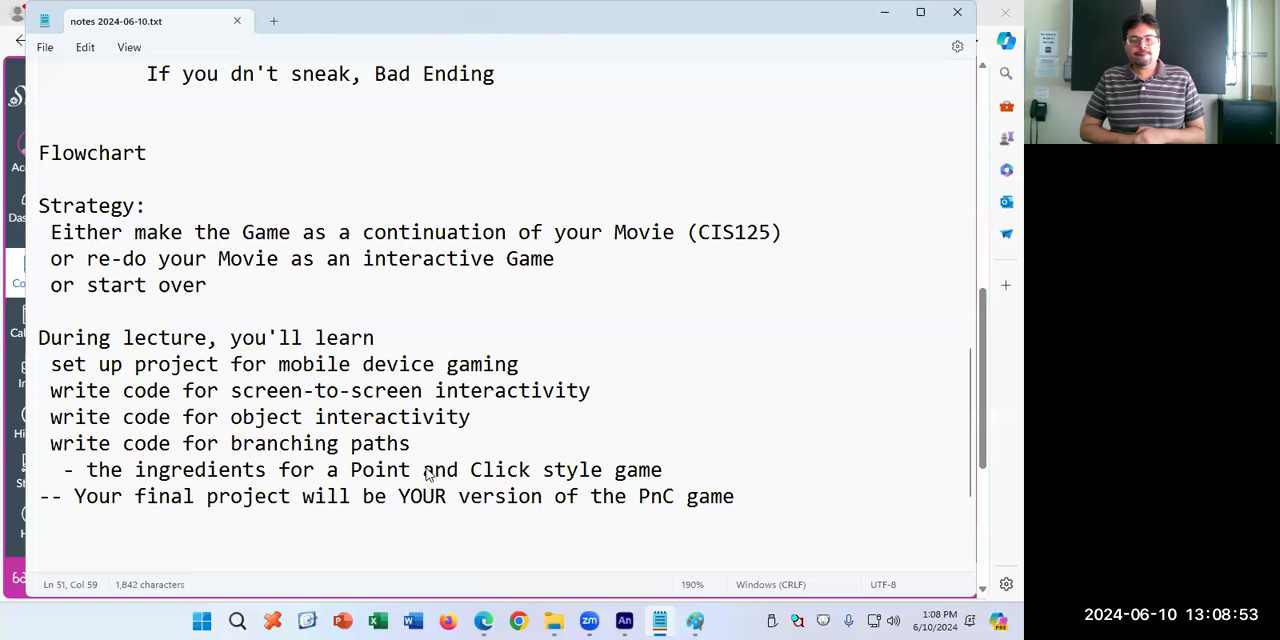 notes 2024-06-10.txt
File Edit View
If you dn't sneak, Bad Ending
Flowchart
Strategy:
Either make the Game as a continuation of your Movie (CIS125)
or re-do your Movie as an interactive Game
or start over
During lecture, you'll learn
set up project for mobile device gaming
write code for screen-to-screen interactivity
write code for object interactivity
write code for branching paths
- the ingredients for a Point and Click style game
-- Your final project will be YOUR version of the PnC game
Ln 51, Col 59 1,842 characters 190% Windows (CRLF) UTF-8
1:08 PM
6/10/2024
2024-06-10 13:08:53